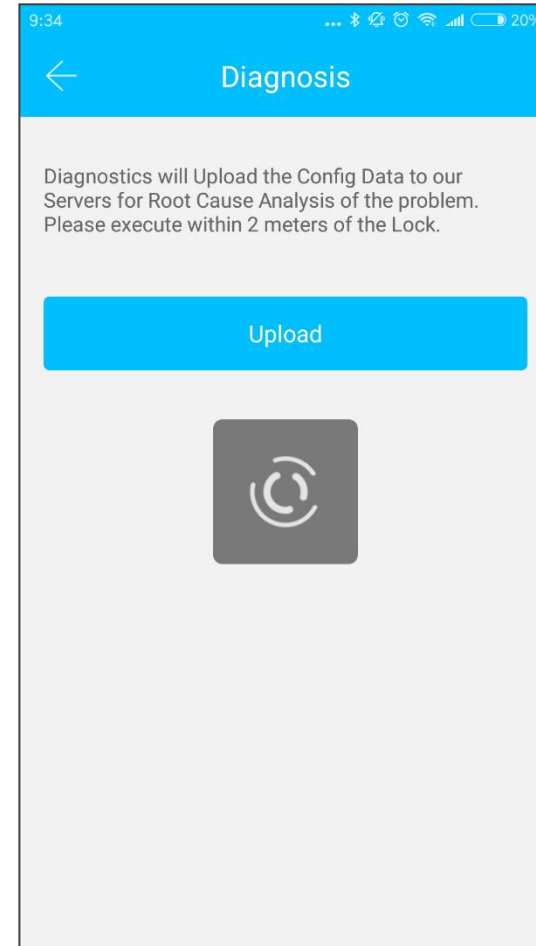 9:34
20%
Diagnosis
Diagnostics will Upload the Config Data to our
Servers for Root Cause Analysis of the problem.
Please execute within 2 meters of the Lock.
Upload